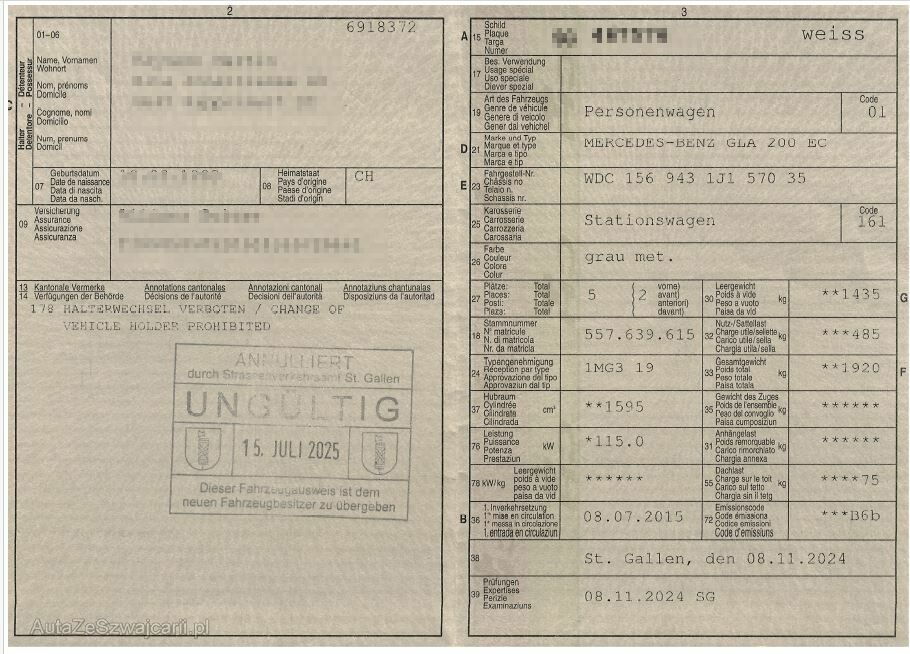 2
01-06
6918372
Détenteur
Possessur
Halter
Detentore
Name, Vornamen
Wohnort
Nom, prénoms
Domicile
Cognome, nomi
Domicilio
Num, prenums
Domicil
07
Geburtsdatum
Date de naissance
Data di nascita
Data da nasch.
08
Heimatstaat
Pays d'origine
Paese d'origine
Stadi d'origin
CH
09
Versicherung
Assurance
Assicurazione
Assicuranza
13 Kantonale Vermerke Annotations cantonales Annotazioni cantonali Annotaziuns chantunalas
14 Verfügungen der Behörde Décisions de l'autorité Decisioni dell'autorità Disposiziuns da l'autoritad
178 HALTERWECHSEL VERBOTEN / CHANGE OF
VEHICLE HOLDER PROHIBITED
ANNULLIERT
durch Strassenverkehrsamt St. Gallen
UNGÜLTIG
15. JULI 2025
Dieser Fahrzeugausweis ist dem
neuen Fahrzeugbesitzer zu übergeben
AutaZeSzwajcarii.pl
3
A 15
Schild
Plaque
Targa
Numer
weiss
17
Bes. Verwendung
Usage spécial
Uso speciale
Diever spezial
19
Art des Fahrzeugs
Genre de véhicule
Genere di veicolo
Gener dal vehichel
Personenwagen
Code
01
D 21
Marke und Typ
Marque et type
Marca e tipo
Marca e tip
MERCEDES-BENZ GLA 200 EC
E 23
Fahrgestell-Nr.
Châssis no
Telaio n.
Schassis nr.
WDC 156 943 1J1 570 35
25
Karosserie
Carrosserie
Carrozzeria
Carossaria
Stationswagen
Code
161
26
Farbe
Couleur
Colore
Colur
grau met.
27
Plätze: Total
Places: Total
Posti: Totale
Plazza: Total
5
2
vorne)
avant)
anteriori)
davant)
30
Leergewicht
Poids à vide
Peso a vuoto
Paisa da vid
kg
**1435
G
18
Stammnummer
N° matricule
N. di matricola
Nr. da matricla
557.639.615
32
Nutz-/Sattellast
Charge utile/sellette
Carico utile/sella
Chargia utila/sella
kg
***485
24
Typengenehmigung
Réception par type
Approvazione del tipo
Approvaziun dal tip
1MG3 19
33
Gesamtgewicht
Poids total
Peso totale
Paisa totala
kg
**1920
F
37
Hubraum
Cylindrée
Cilindrata
Cilindrada
cm³
**1595
35
Gewicht des Zuges
Poids de l'ensemble
Peso del convoglio
Paisa cumposiziun
kg
******
76
Leistung
Puissance
Potenza
Prestaziun
kW
*115.0
31
Anhängelast
Poids remorquable
Carico rimorchiato
Chargia annexa
kg
******
78 kW/kg
Leergewicht
poids à vide
peso a vuoto
paisa da vid
******
55
Dachlast
Charge sur le toit
Carico sul tetto
Chargia sin il tetg
kg
****75
B 36
1. Inverkehrsetzung
1re mise en circulation
1a messa in circolazione
1. entrada en circulaziun
08.07.2015
72
Emissionscode
Code émissions
Codice emissioni
Code d'emissiuns
***B6b
38
St. Gallen, den 08.11.2024
39
Prüfungen
Expertises
Perizie
Examinaziuns
08.11.2024 SG